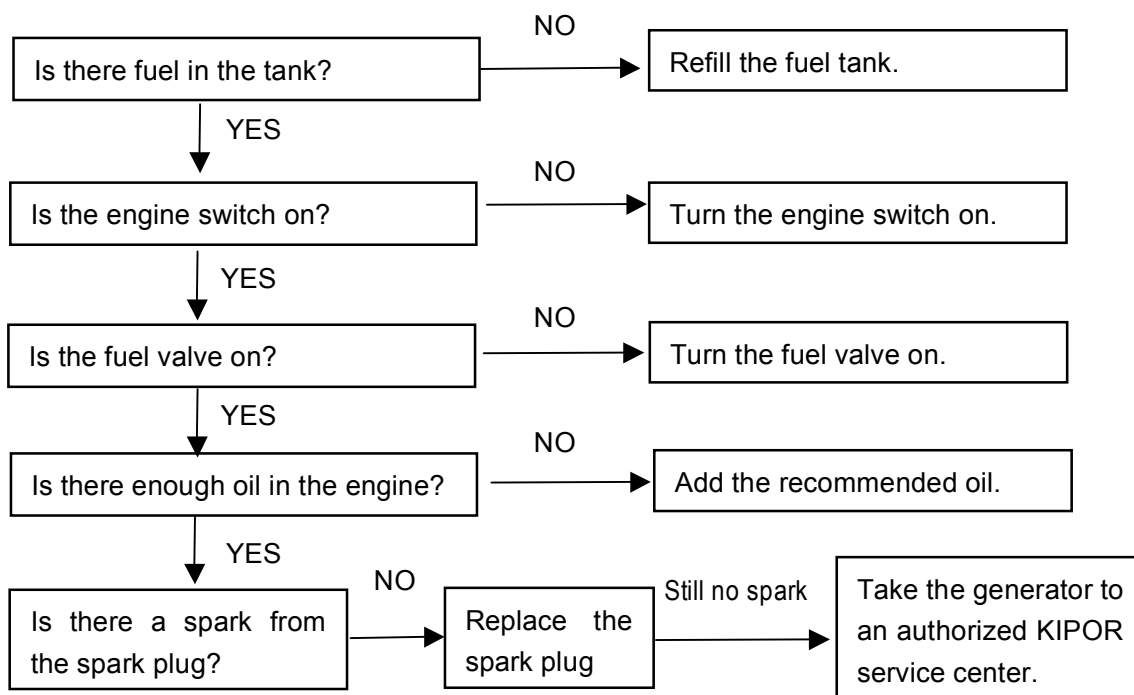 NO
Is there fuel in the tank?
Refill the fuel tank.
YES
NO
Is the engine switch on?
Turn the engine switch on.
YES
NO
Is the fuel valve on?
Turn the fuel valve on.
YES
NO
Is there enough oil in the engine?
Add the recommended oil.
YES
NO
Is there a spark from
the spark plug?
Replace the
spark plug
Still no spark
Take the generator to
an authorized KIPOR
service center.